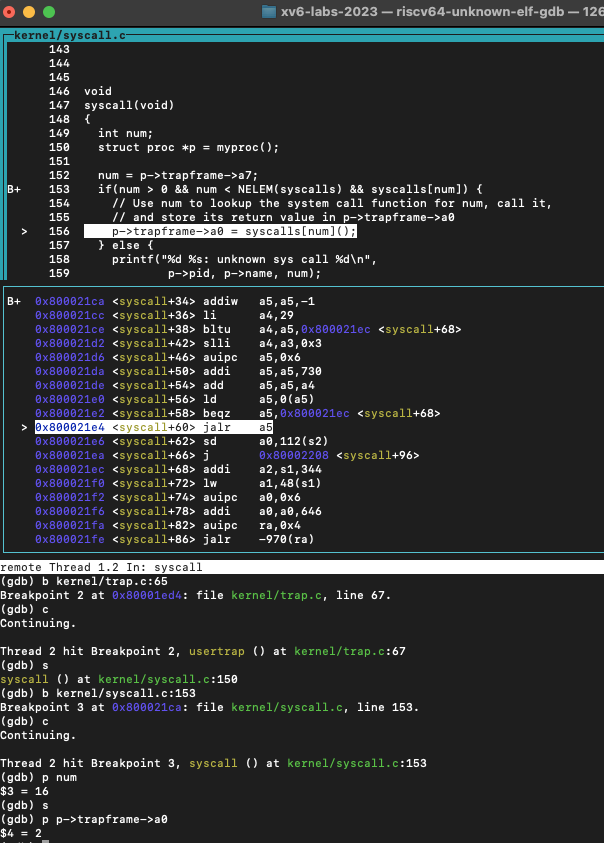 xv6-labs-2023 — riscv64-unknown-elf-gdb — 126
kernel/syscall.c
143
144
145
146 void
147 syscall(void)
148 {
149 int num;
150 struct proc *p = myproc();
151
152 num = p->trapframe->a7;
B+ 153 if(num > 0 && num < NELEM(syscalls) && syscalls[num]) {
154 // Use num to lookup the system call function for num, call it,
155 // and store its return value in p->trapframe->a0
> 156 p->trapframe->a0 = syscalls[num]();
157 } else {
158 printf("%d %s: unknown sys call %d\n",
159 p->pid, p->name, num);
B+ 0x800021ca <syscall+34> addiw a5,a5,-1
0x800021cc <syscall+36> li a4,29
0x800021ce <syscall+38> bltu a4,a5,0x800021ec <syscall+68>
0x800021d2 <syscall+42> slli a4,a3,0x3
0x800021d6 <syscall+46> auipc a5,0x6
0x800021da <syscall+50> addi a5,a5,730
0x800021de <syscall+54> add a5,a5,a4
0x800021e0 <syscall+56> ld a5,0(a5)
0x800021e2 <syscall+58> beqz a5,0x800021ec <syscall+68>
> 0x800021e4 <syscall+60> jalr a5
0x800021e6 <syscall+62> sd a0,112(s2)
0x800021ea <syscall+66> j 0x80002208 <syscall+96>
0x800021ec <syscall+68> addi a2,s1,344
0x800021f0 <syscall+72> lw a1,48(s1)
0x800021f2 <syscall+74> auipc a0,0x6
0x800021f6 <syscall+78> addi a0,a0,646
0x800021fa <syscall+82> auipc ra,0x4
0x800021fe <syscall+86> jalr -970(ra)
remote Thread 1.2 In: syscall
(gdb) b kernel/trap.c:65
Breakpoint 2 at 0x80001ed4: file kernel/trap.c, line 67.
(gdb) c
Continuing.
Thread 2 hit Breakpoint 2, usertrap () at kernel/trap.c:67
(gdb) s
syscall () at kernel/syscall.c:150
(gdb) b kernel/syscall.c:153
Breakpoint 3 at 0x800021ca: file kernel/syscall.c, line 153.
(gdb) c
Continuing.
Thread 2 hit Breakpoint 3, syscall () at kernel/syscall.c:153
(gdb) p num
$3 = 16
(gdb) s
(gdb) p p->trapframe->a0
$4 = 2